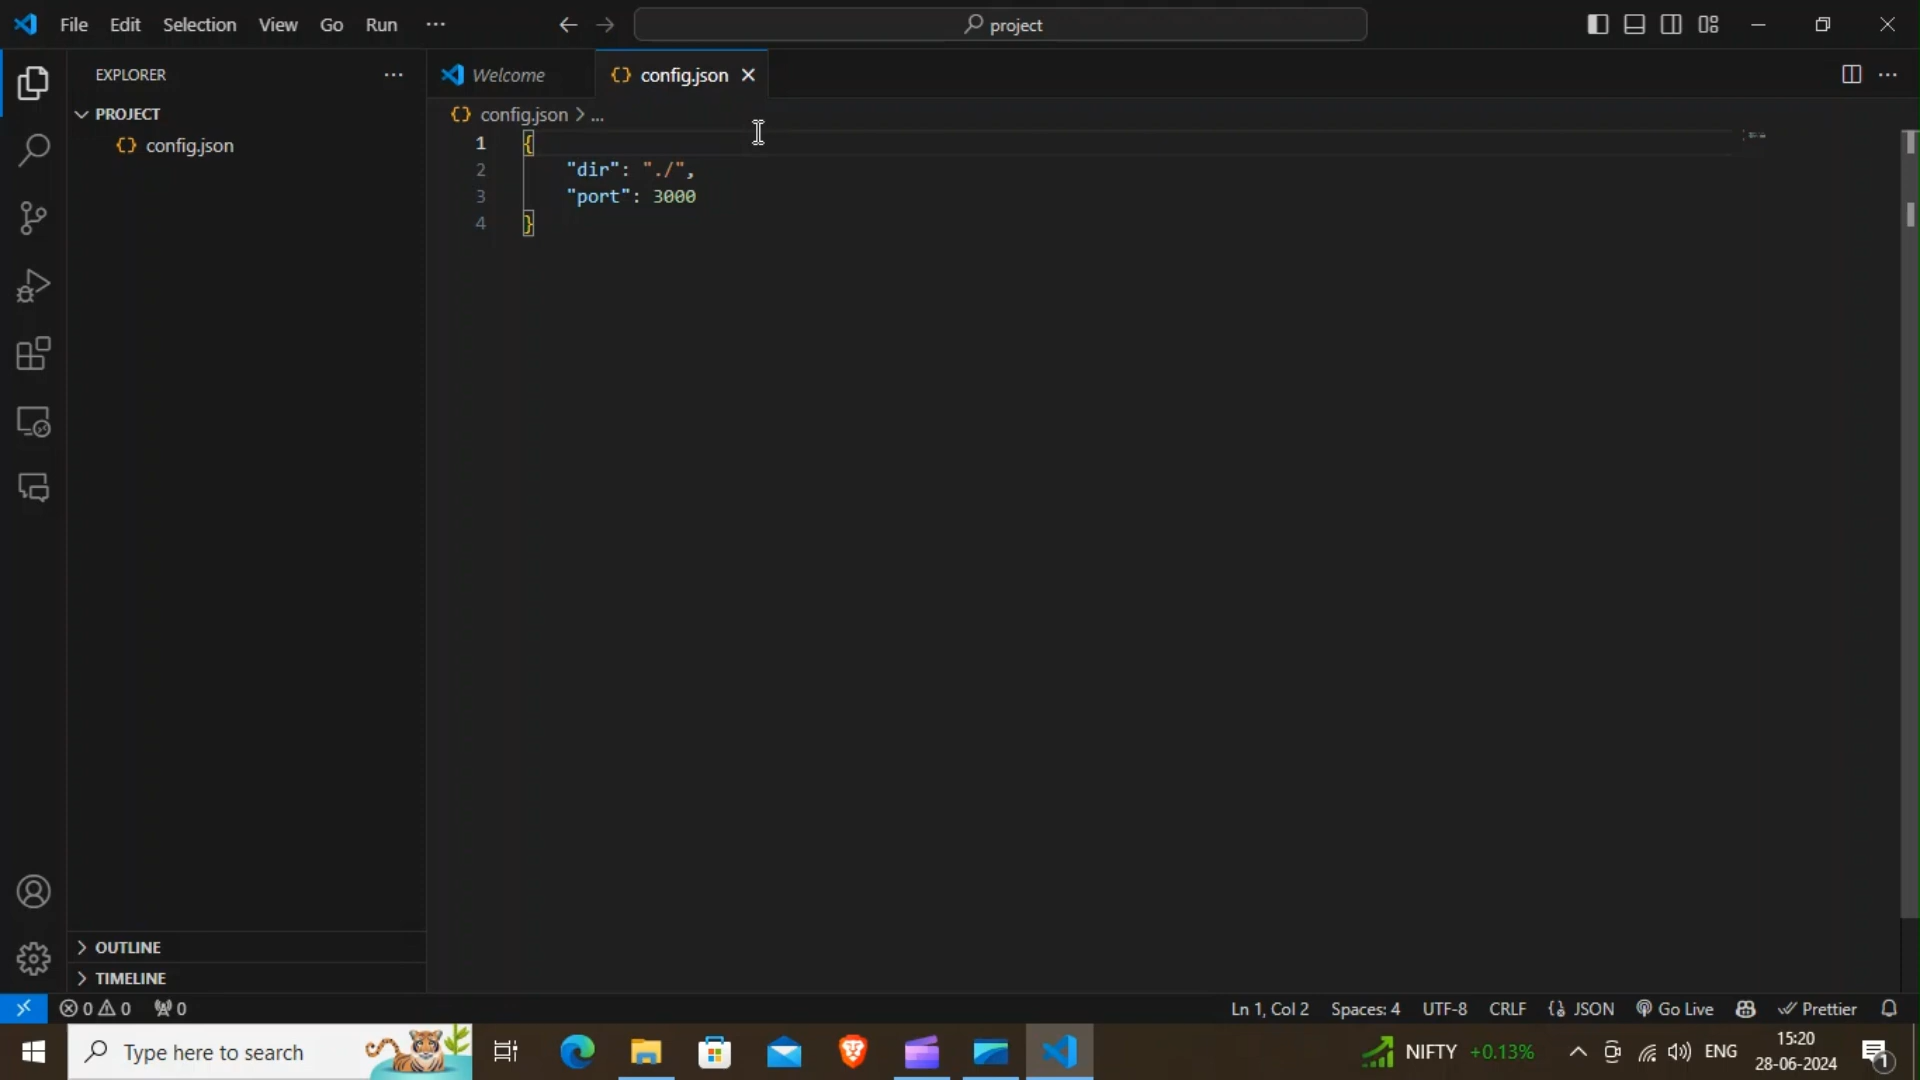 File Edit Selection View Go Run ···
project
EXPLORER ···
PROJECT
config.json
Welcome
{} config.json
{} config.json > ...
1 {
2 "dir": "./",
3 "port": 3000
4 }
OUTLINE
TIMELINE
0 0 0
Ln 1, Col 2 Spaces: 4 UTF-8 CRLF {} JSON Go Live Prettier
Type here to search
NIFTY +0.13%
ENG
15:20
28-06-2024
1